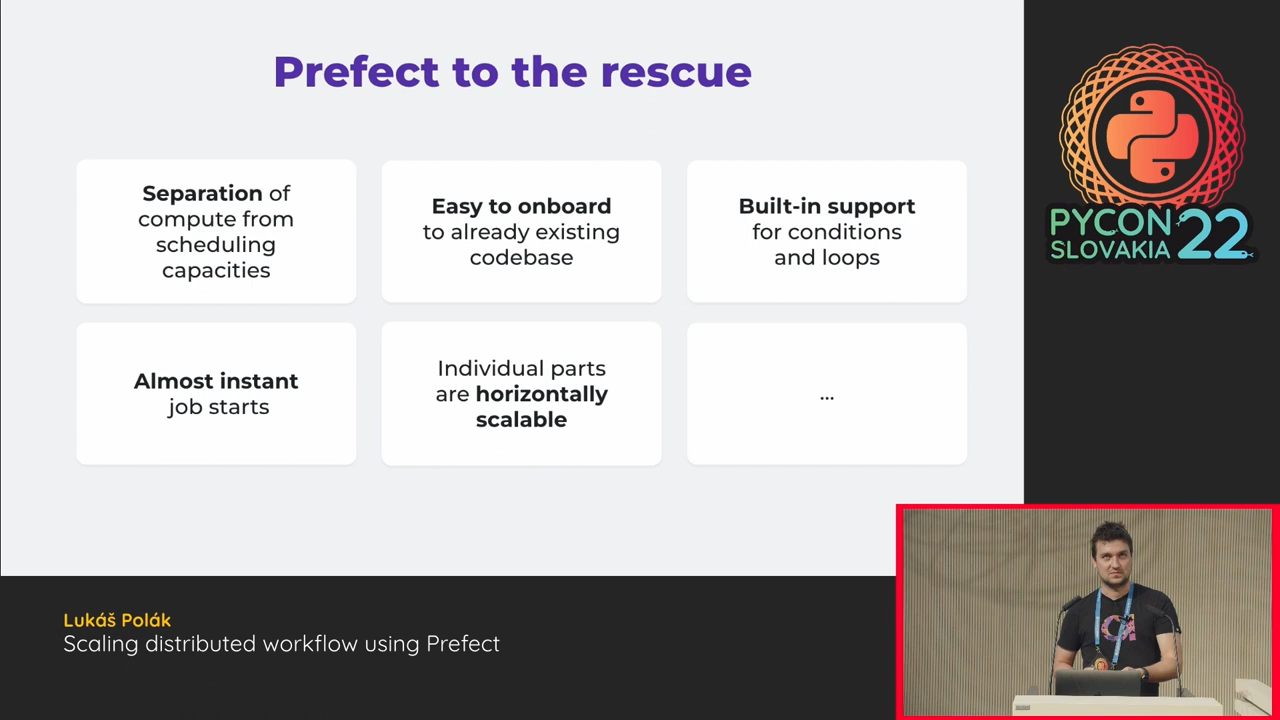 Prefect to the rescue
Separation of
compute from
scheduling
capacities
Easy to onboard
to already existing
codebase
Built-in support
for conditions
and loops
Almost instant
job starts
Individual parts
are horizontally
scalable
...
PYCON
SLOVAKIA
22
Lukáš Polák
Scaling distributed workflow using Prefect